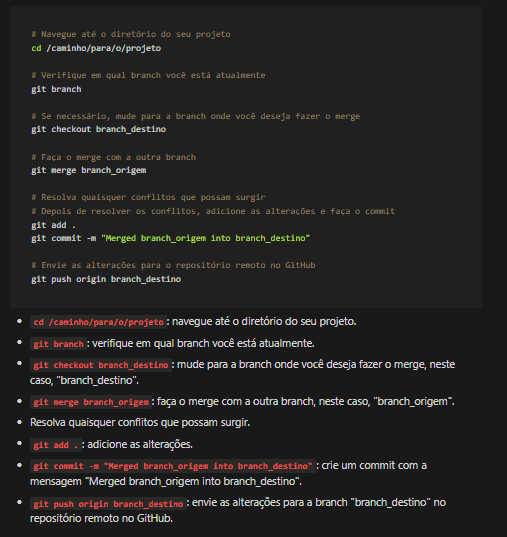 # Navegue até o diretório do seu projeto
cd /caminho/para/o/projeto
# Verifique em qual branch você está atualmente
git branch
# Se necessário, mude para a branch onde você deseja fazer o merge
git checkout branch_destino
# Faça o merge com a outra branch
git merge branch_origem
# Resolva quaisquer conflitos que possam surgir
# Depois de resolver os conflitos, adicione as alterações e faça o commit
git add .
git commit -m "Merged branch_origem into branch_destino"
# Envie as alterações para o repositório remoto no GitHub
git push origin branch_destino
• cd /caminho/para/o/projeto: navegue até o diretório do seu projeto.
• git branch: verifique em qual branch você está atualmente.
• git checkout branch_destino: mude para a branch onde você deseja fazer o merge, neste
caso, "branch_destino".
• git merge branch_origem: faça o merge com a outra branch, neste caso, "branch_origem".
• Resolva quaisquer conflitos que possam surgir.
• git add .: adicione as alterações.
• git commit -m "Merged branch_origem into branch_destino": crie um commit com a
mensagem "Merged branch_origem into branch_destino".
• git push origin branch_destino: envie as alterações para a branch "branch_destino" no
repositório remoto no GitHub.